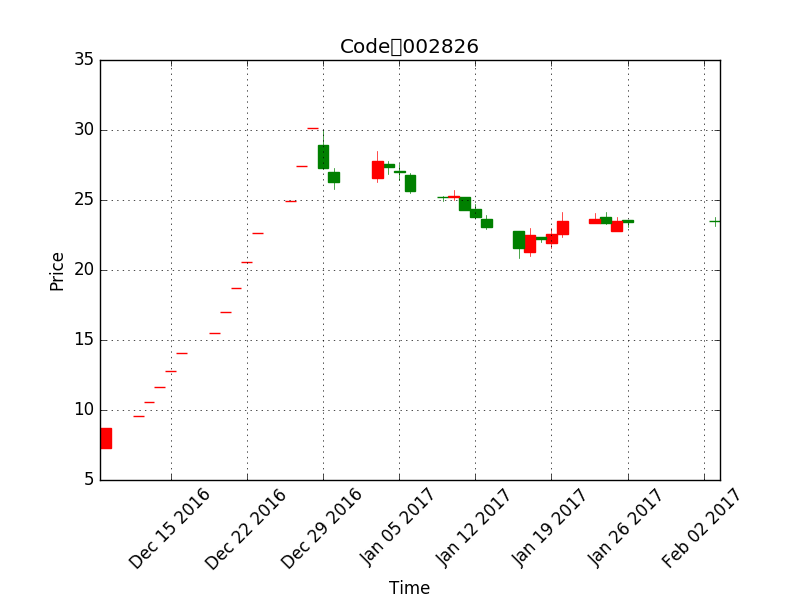 Code▯002826
35
30
25
20
15
10
5
Price
Dec 15 2016
Dec 22 2016
Dec 29 2016
Jan 05 2017
Jan 12 2017
Jan 19 2017
Jan 26 2017
Feb 02 2017
Time